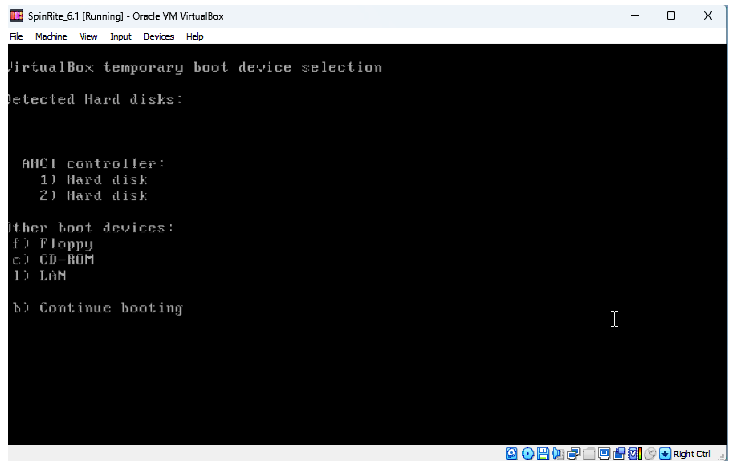 SpinRite_6.1 [Running] - Oracle VM VirtualBox
File Machine View Input Devices Help
VirtualBox temporary boot device selection
Detected Hard disks:
AHCI controller:
1) Hard disk
2) Hard disk
Other boot devices:
f) Floppy
c) CD-ROM
l) LAN
b) Continue booting
Right Ctrl